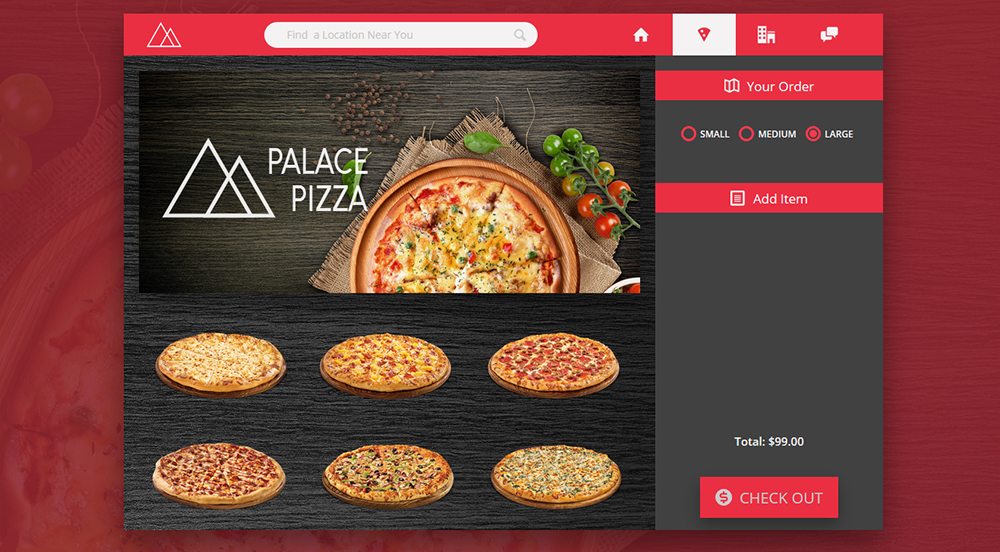 Find a Location Near You
Your Order
SMALL MEDIUM LARGE
PALACE
PIZZA
Add Item
Total: $99.00
CHECK OUT